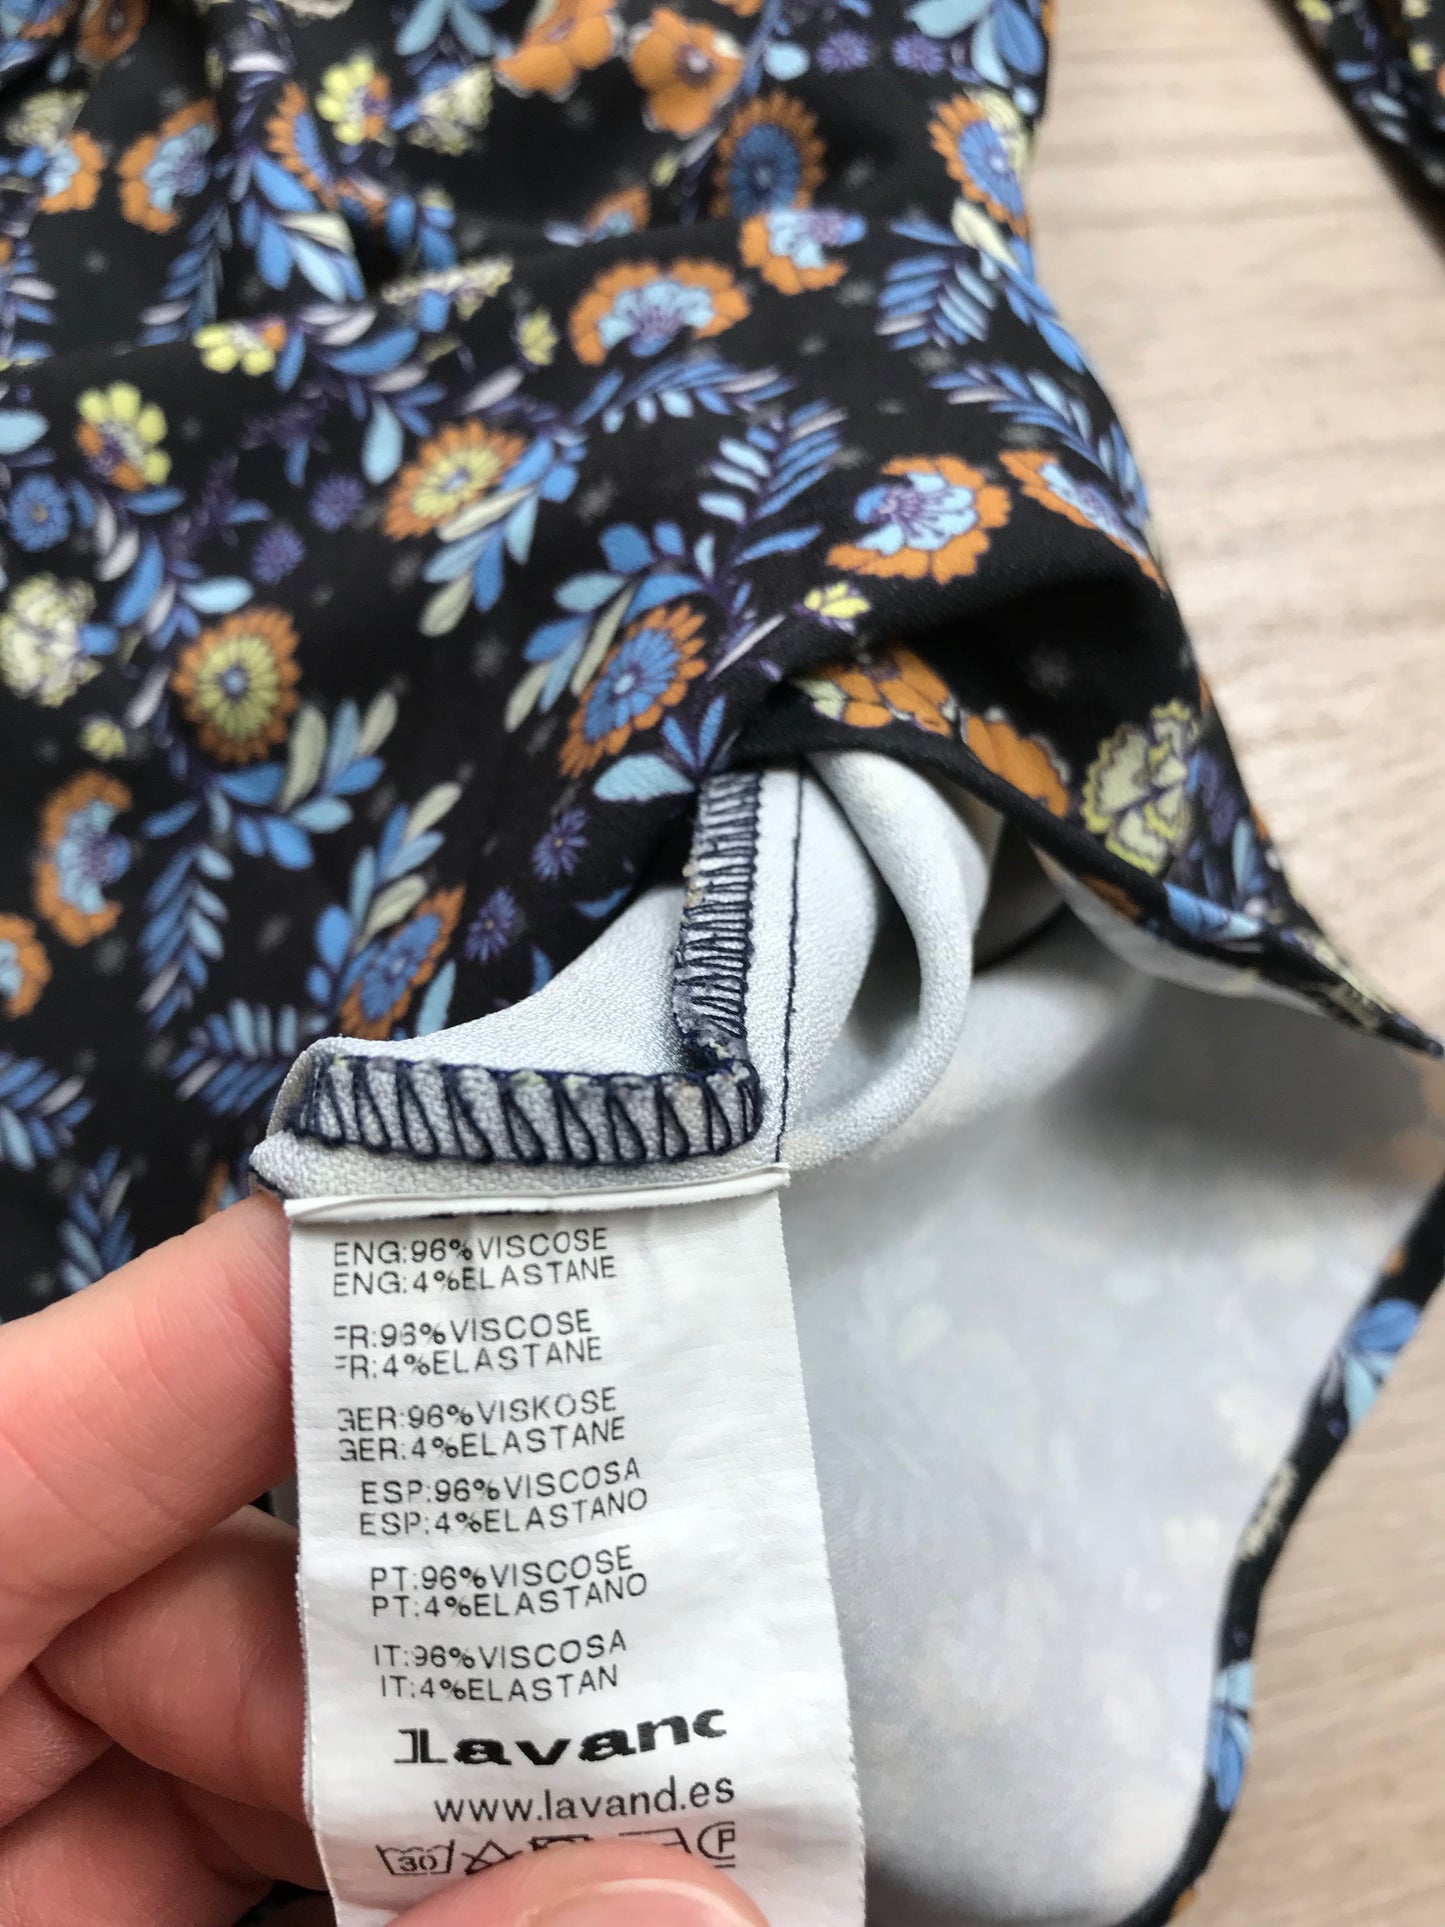 ENG:96%VISCOSE
ENG:4%ELASTANE
FR:96%VISCOSE
FR:4%ELASTANE
GER:96%VISKOSE
GER:4%ELASTANE
ESP:96%VISCOSA
ESP:4%ELASTANO
PT:96%VISCOSE
PT:4%ELASTANO
IT:96%VISCOSA
IT:4%ELASTAN
lavand
www.lavand.es
30 P